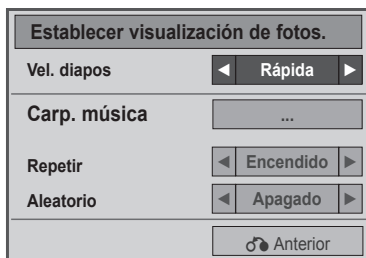 Establecer visualización de fotos.
Vel. diapos ◀ Rápida ▶
Carp. música ...
Repetir ◀ Encendido ▶
Aleatorio ◀ Apagado ▶
Anterior